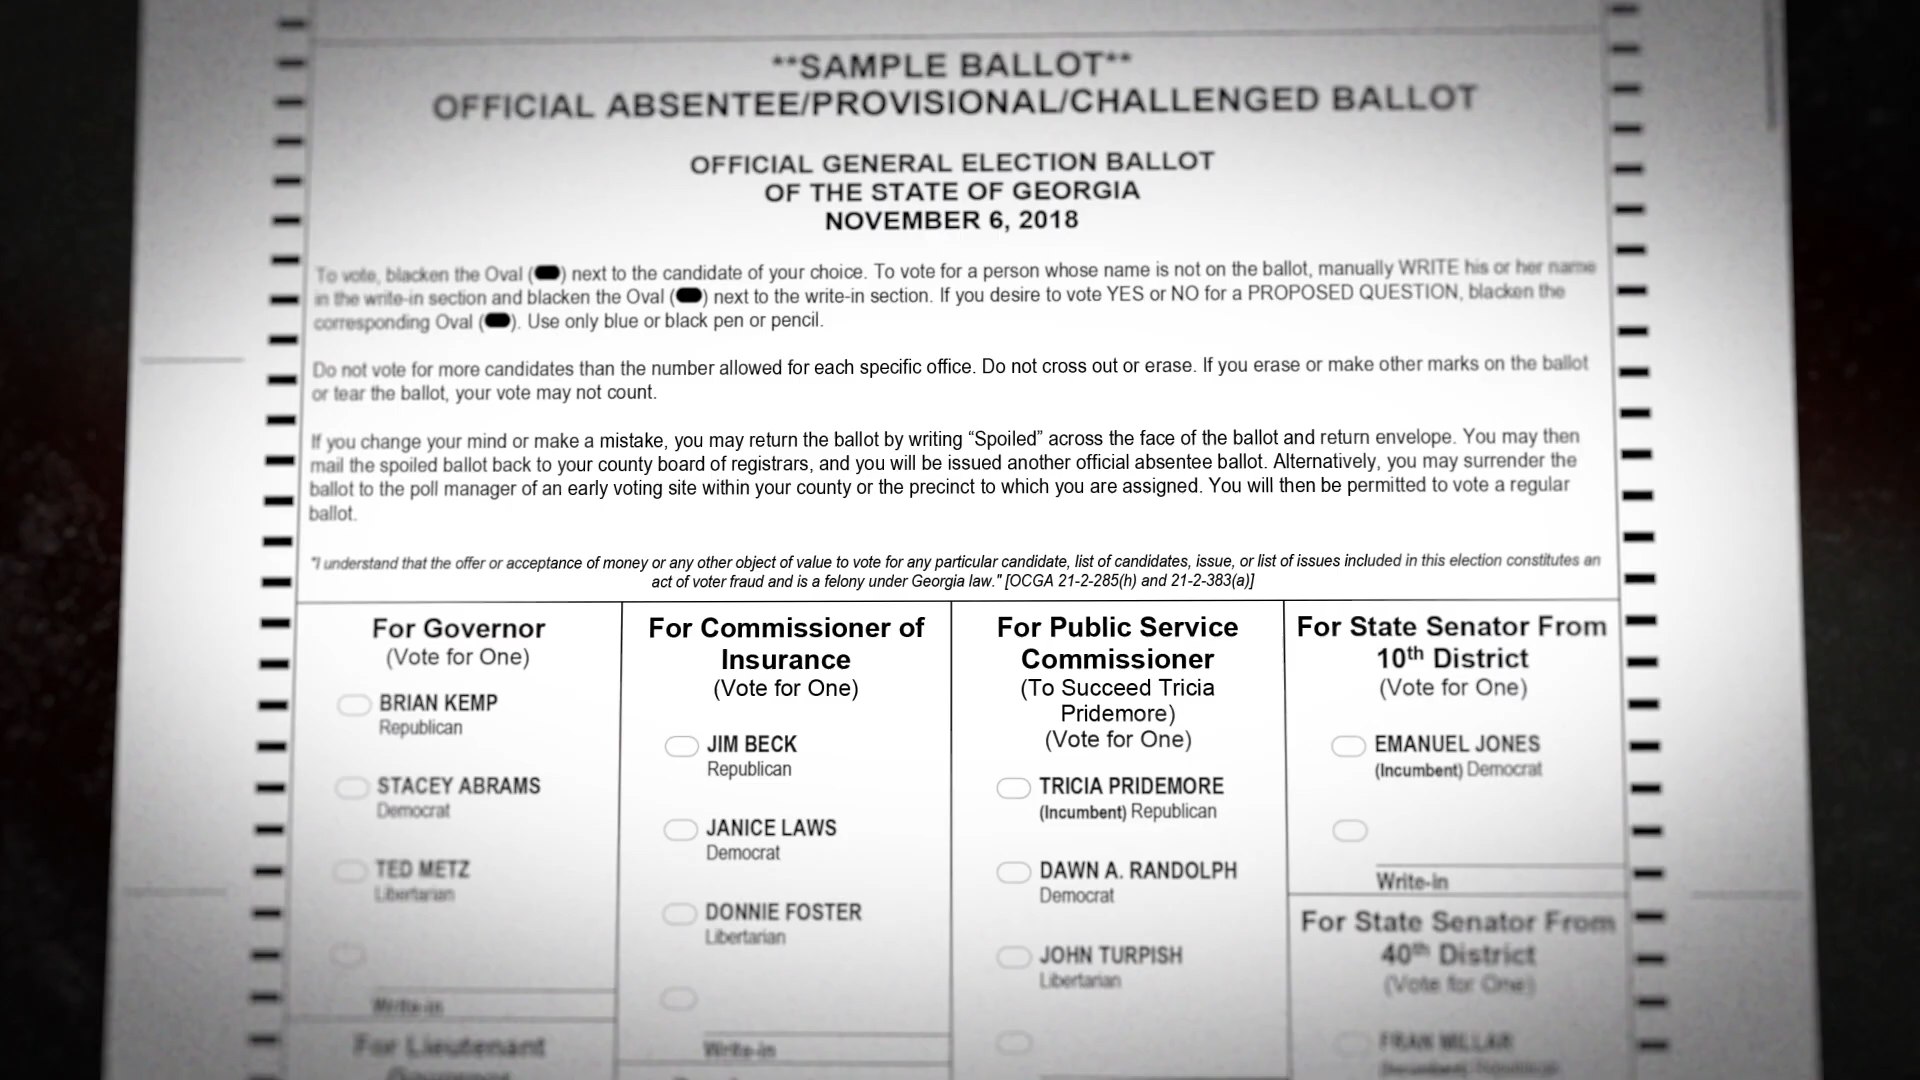 **SAMPLE BALLOT**
OFFICIAL ABSENTEE/PROVISIONAL/CHALLENGED BALLOT
OFFICIAL GENERAL ELECTION BALLOT
OF THE STATE OF GEORGIA
NOVEMBER 6, 2018
To vote, blacken the Oval ( ) next to the candidate of your choice. To vote for a person whose name is not on the ballot, manually WRITE his or her name
in the write-in section and blacken the Oval ( ) next to the write-in section. If you desire to vote YES or NO for a PROPOSED QUESTION, blacken the
corresponding Oval ( ). Use only blue or black pen or pencil.
Do not vote for more candidates than the number allowed for each specific office. Do not cross out or erase. If you erase or make other marks on the ballot
or tear the ballot, your vote may not count.
If you change your mind or make a mistake, you may return the ballot by writing “Spoiled” across the face of the ballot and return envelope. You may then
mail the spoiled ballot back to your county board of registrars, and you will be issued another official absentee ballot. Alternatively, you may surrender the
ballot to the poll manager of an early voting site within your county or the precinct to which you are assigned. You will then be permitted to vote a regular
ballot.
"I understand that the offer or acceptance of money or any other object of value to vote for any particular candidate, list of candidates, issue, or list of issues included in this election constitutes an
act of voter fraud and is a felony under Georgia law." [OCGA 21-2-285(h) and 21-2-383(a)]
For Governor
(Vote for One)
BRIAN KEMP
Republican
STACEY ABRAMS
Democrat
TED METZ
Libertarian
Write-in
For Lieutenant
Governor
For Commissioner of
Insurance
(Vote for One)
JIM BECK
Republican
JANICE LAWS
Democrat
DONNIE FOSTER
Libertarian
Write-in
For Public Service
Commissioner
(To Succeed Tricia
Pridemore)
(Vote for One)
TRICIA PRIDEMORE
(Incumbent) Republican
DAWN A. RANDOLPH
Democrat
JOHN TURPISH
Libertarian
For State Senator From
10th District
(Vote for One)
EMANUEL JONES
(Incumbent) Democrat
Write-in
For State Senator From
40th District
(Vote for One)
FRAN MILLAR
(Incumbent) Republican